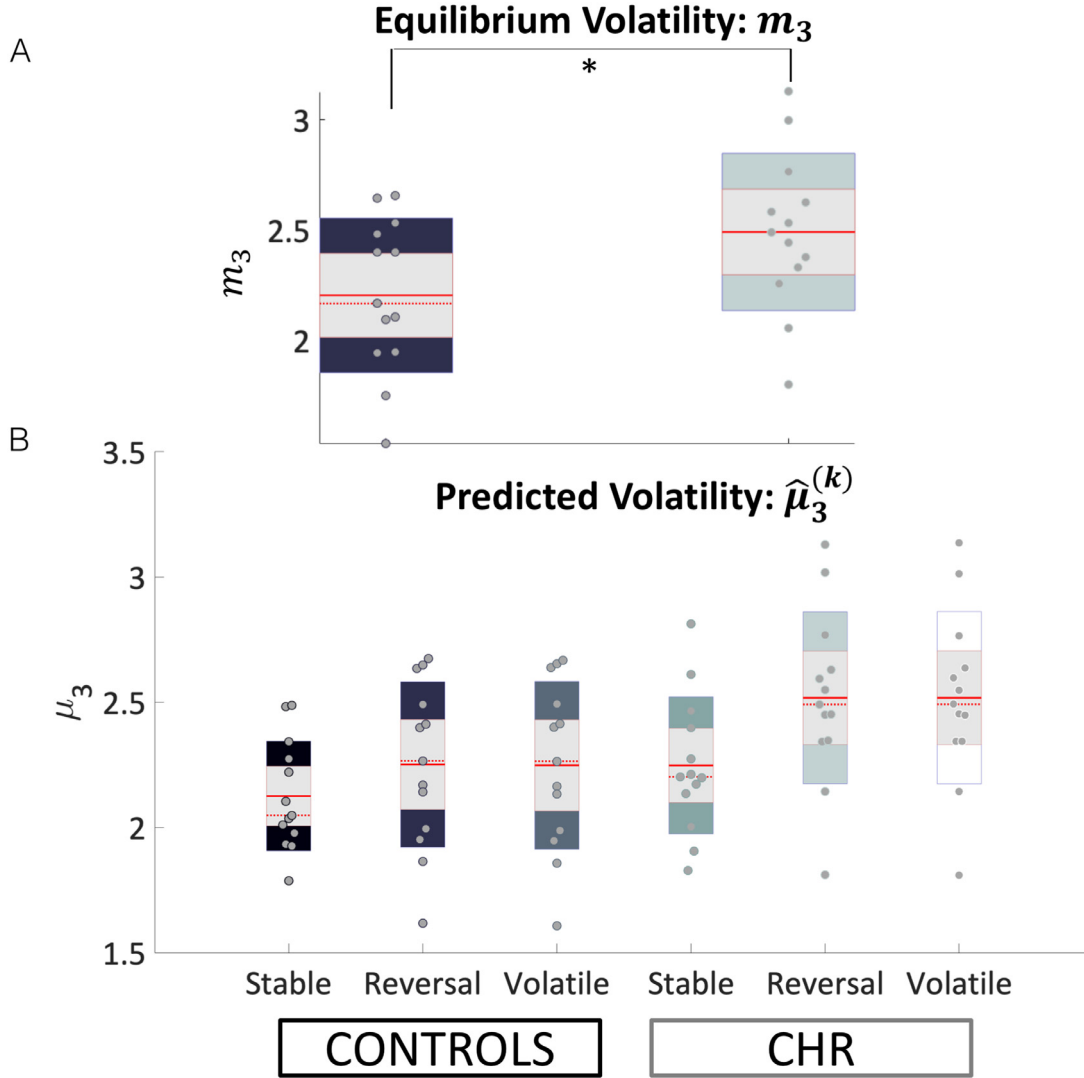 A
Equilibrium Volatility: m₃
*
3
2.5
2
m₃
B
Predicted Volatility: μ̂₃⁽ᵏ⁾
3.5
3
2.5
2
1.5
μ₃
Stable Reversal Volatile Stable Reversal Volatile
CONTROLS CHR